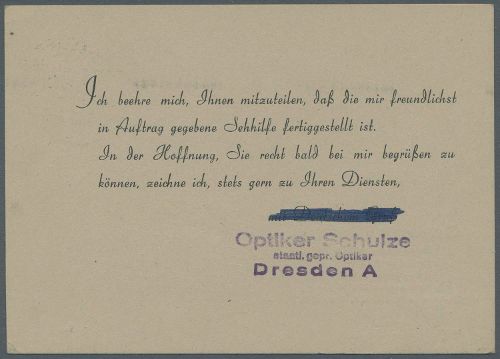 Ich beehre mich, Ihnen mitzuteilen, daß die mir freundlichst
in Auftrag gegebene Sehhilfe fertiggestellt ist.
In der Hoffnung, Sie recht bald bei mir begrüßen zu
können, zeichne ich, stets gern zu Ihren Diensten,
Optiker Schulze
staatl. gepr. Optiker
Dresden A